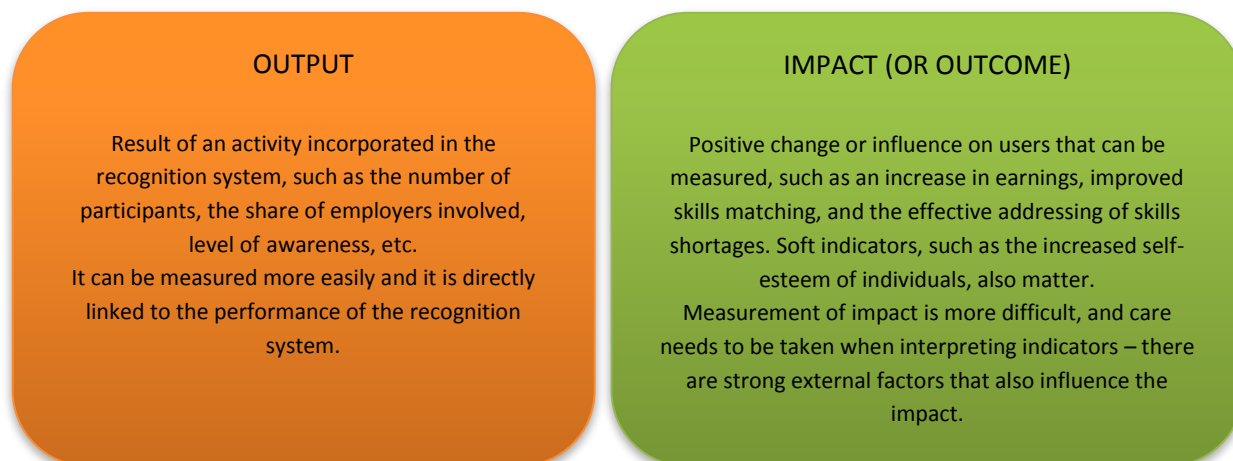 OUTPUT
Result of an activity incorporated in the
recognition system, such as the number of
participants, the share of employers involved,
level of awareness, etc.
It can be measured more easily and it is directly
linked to the performance of the recognition
system.
IMPACT (OR OUTCOME)
Positive change or influence on users that can be
measured, such as an increase in earnings, improved
skills matching, and the effective addressing of skills
shortages. Soft indicators, such as the increased self-
esteem of individuals, also matter.
Measurement of impact is more difficult, and care
needs to be taken when interpreting indicators – there
are strong external factors that also influence the
impact.